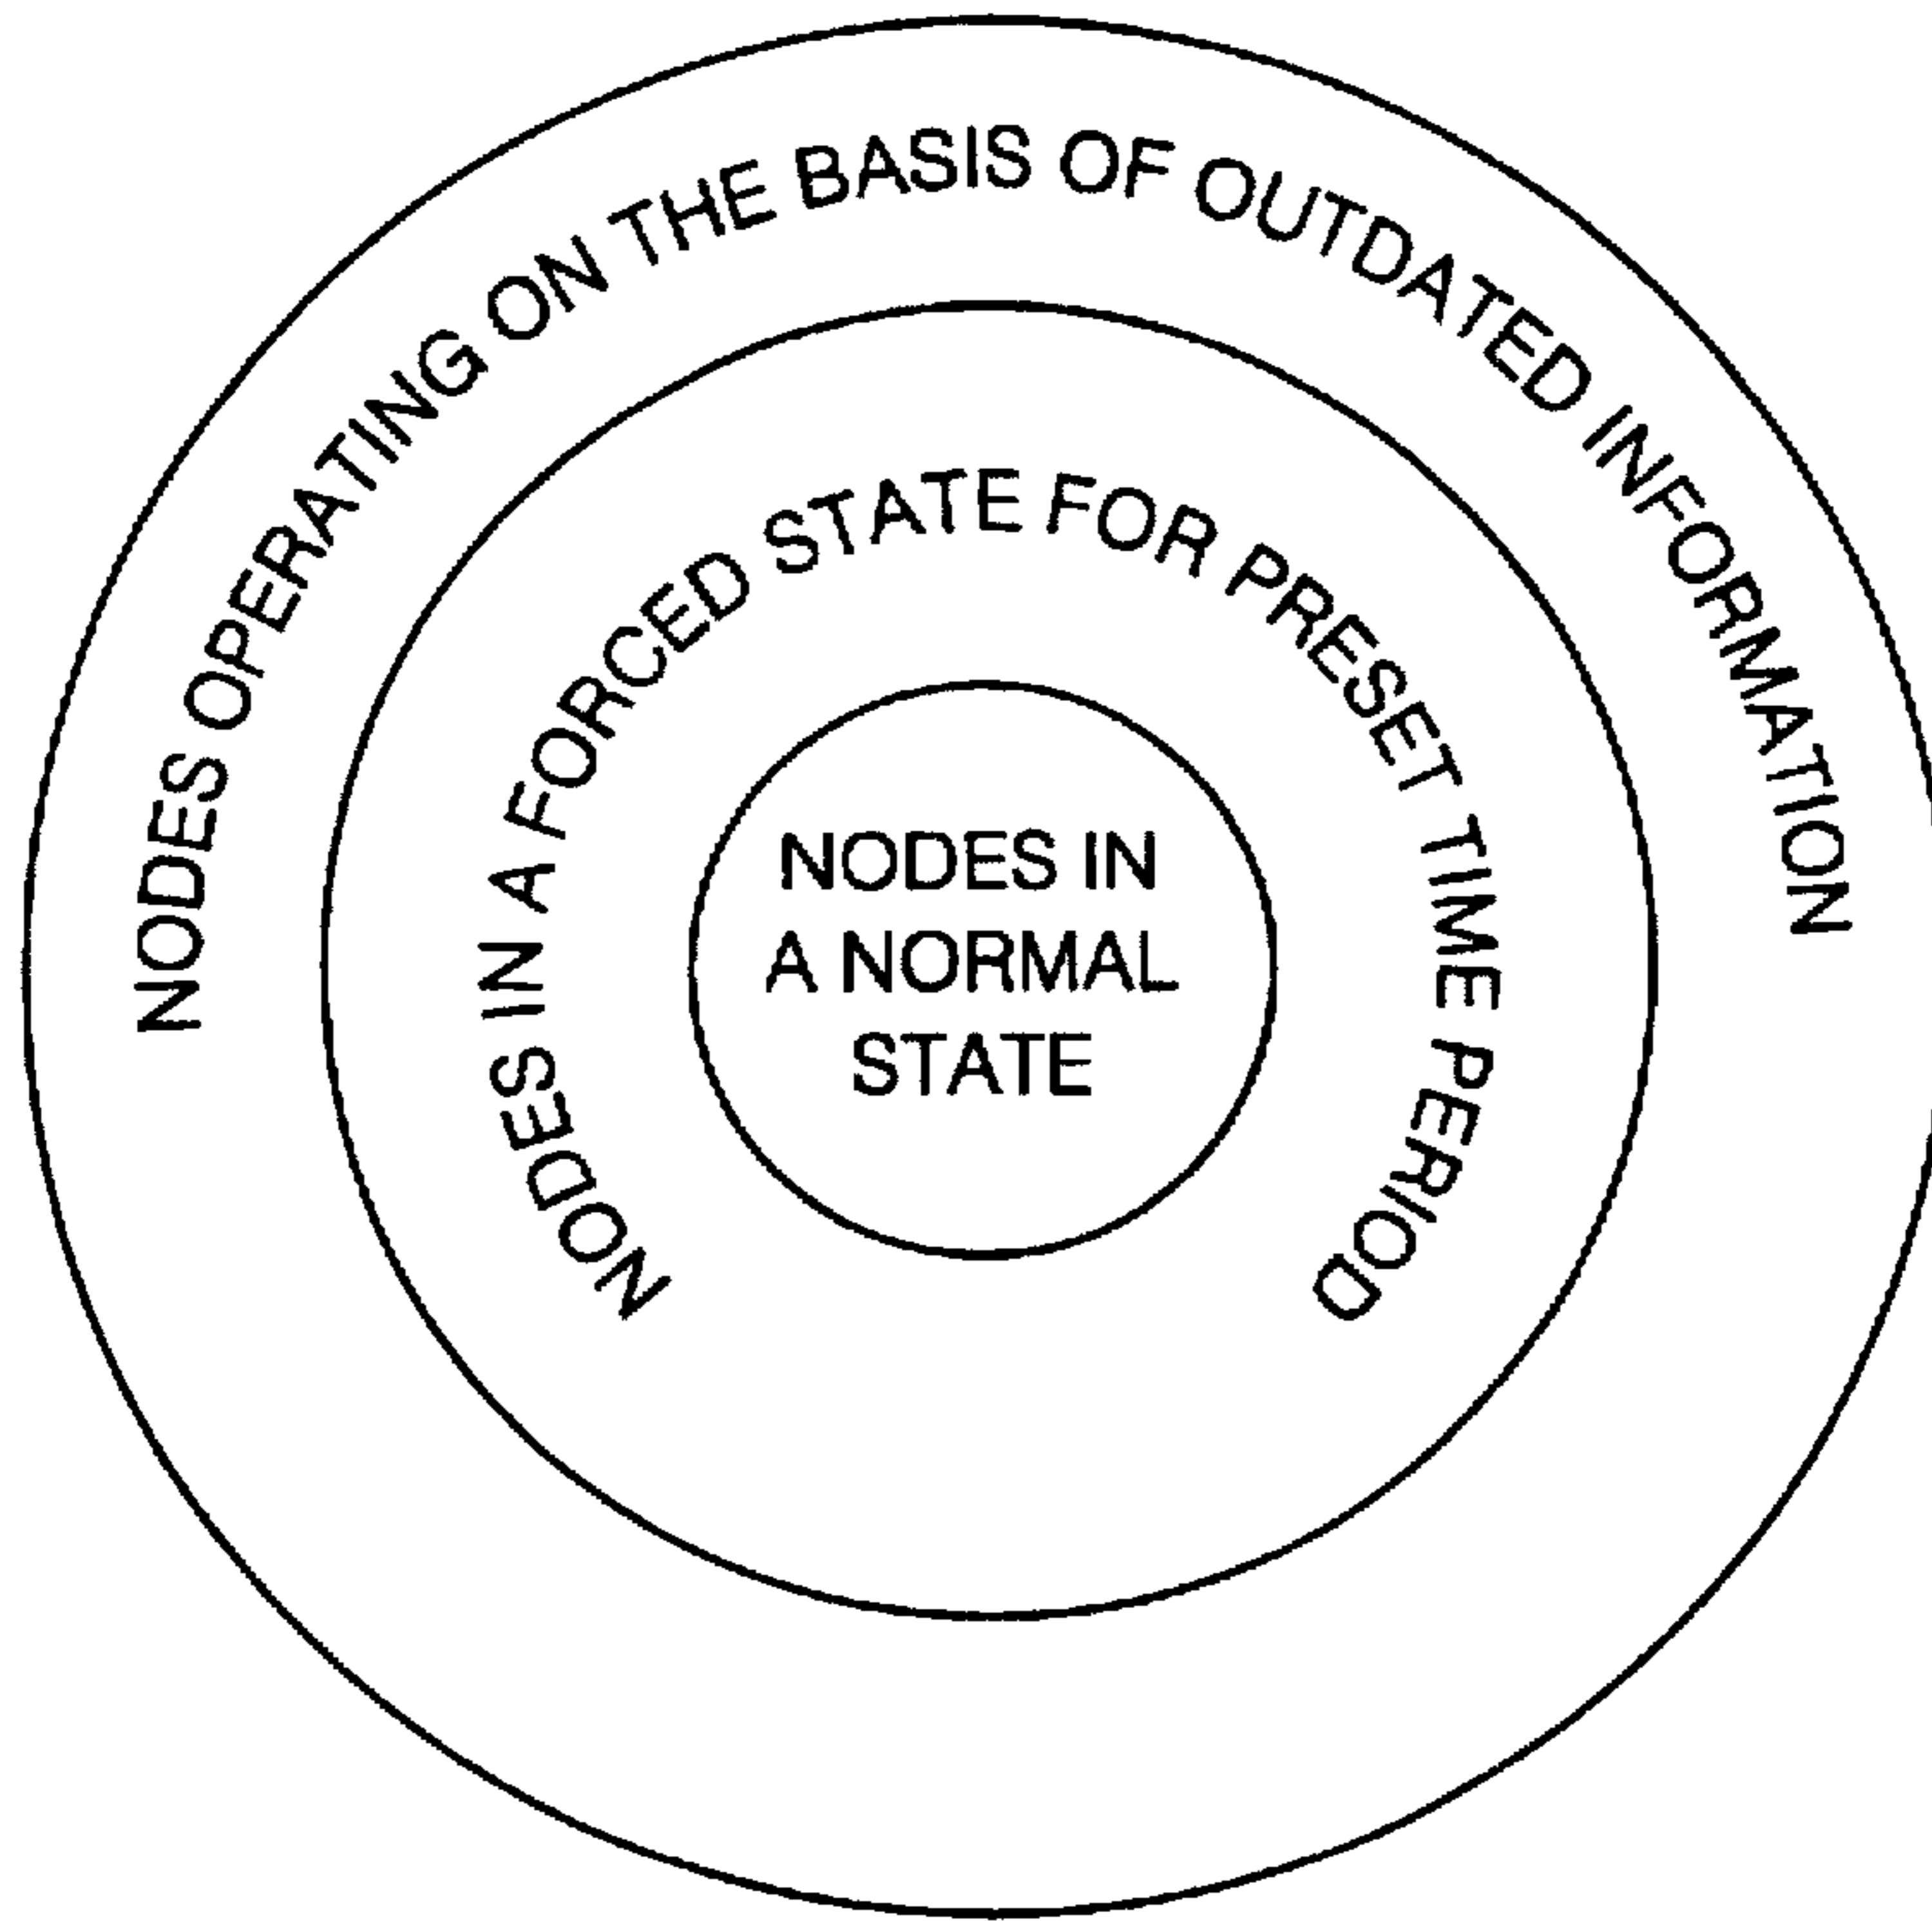 NODES OPERATING ON THE BASIS OF OUTDATED INFORMATION
NODES IN A FORCED STATE FOR PRESET TIME PERIOD
NODES IN
A NORMAL
STATE